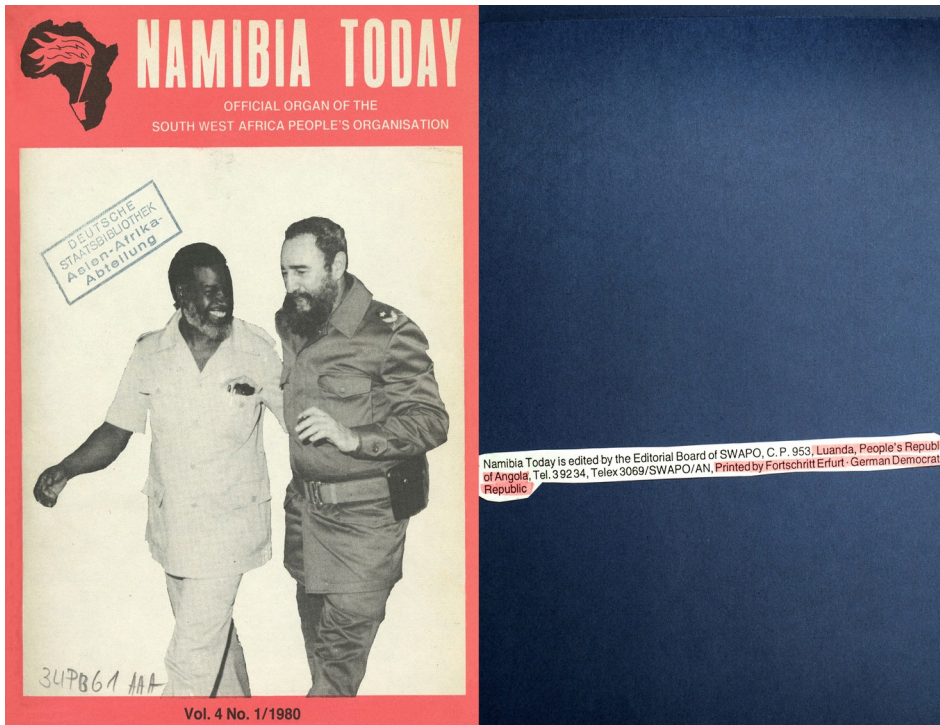 NAMIBIA TODAY
OFFICIAL ORGAN OF THE
SOUTH WEST AFRICA PEOPLE'S ORGANISATION
DEUTSCHE
STAATSBIBLIOTHEK
Asien-Afrika-
Abteilung
34PB61 AAA
Vol. 4 No. 1/1980
Namibia Today is edited by the Editorial Board of SWAPO, C. P. 953, Luanda, People's Republ
of Angola, Tel. 39234, Telex 3069/SWAPO/AN, Printed by Fortschritt Erfurt · German Democrat
Republic